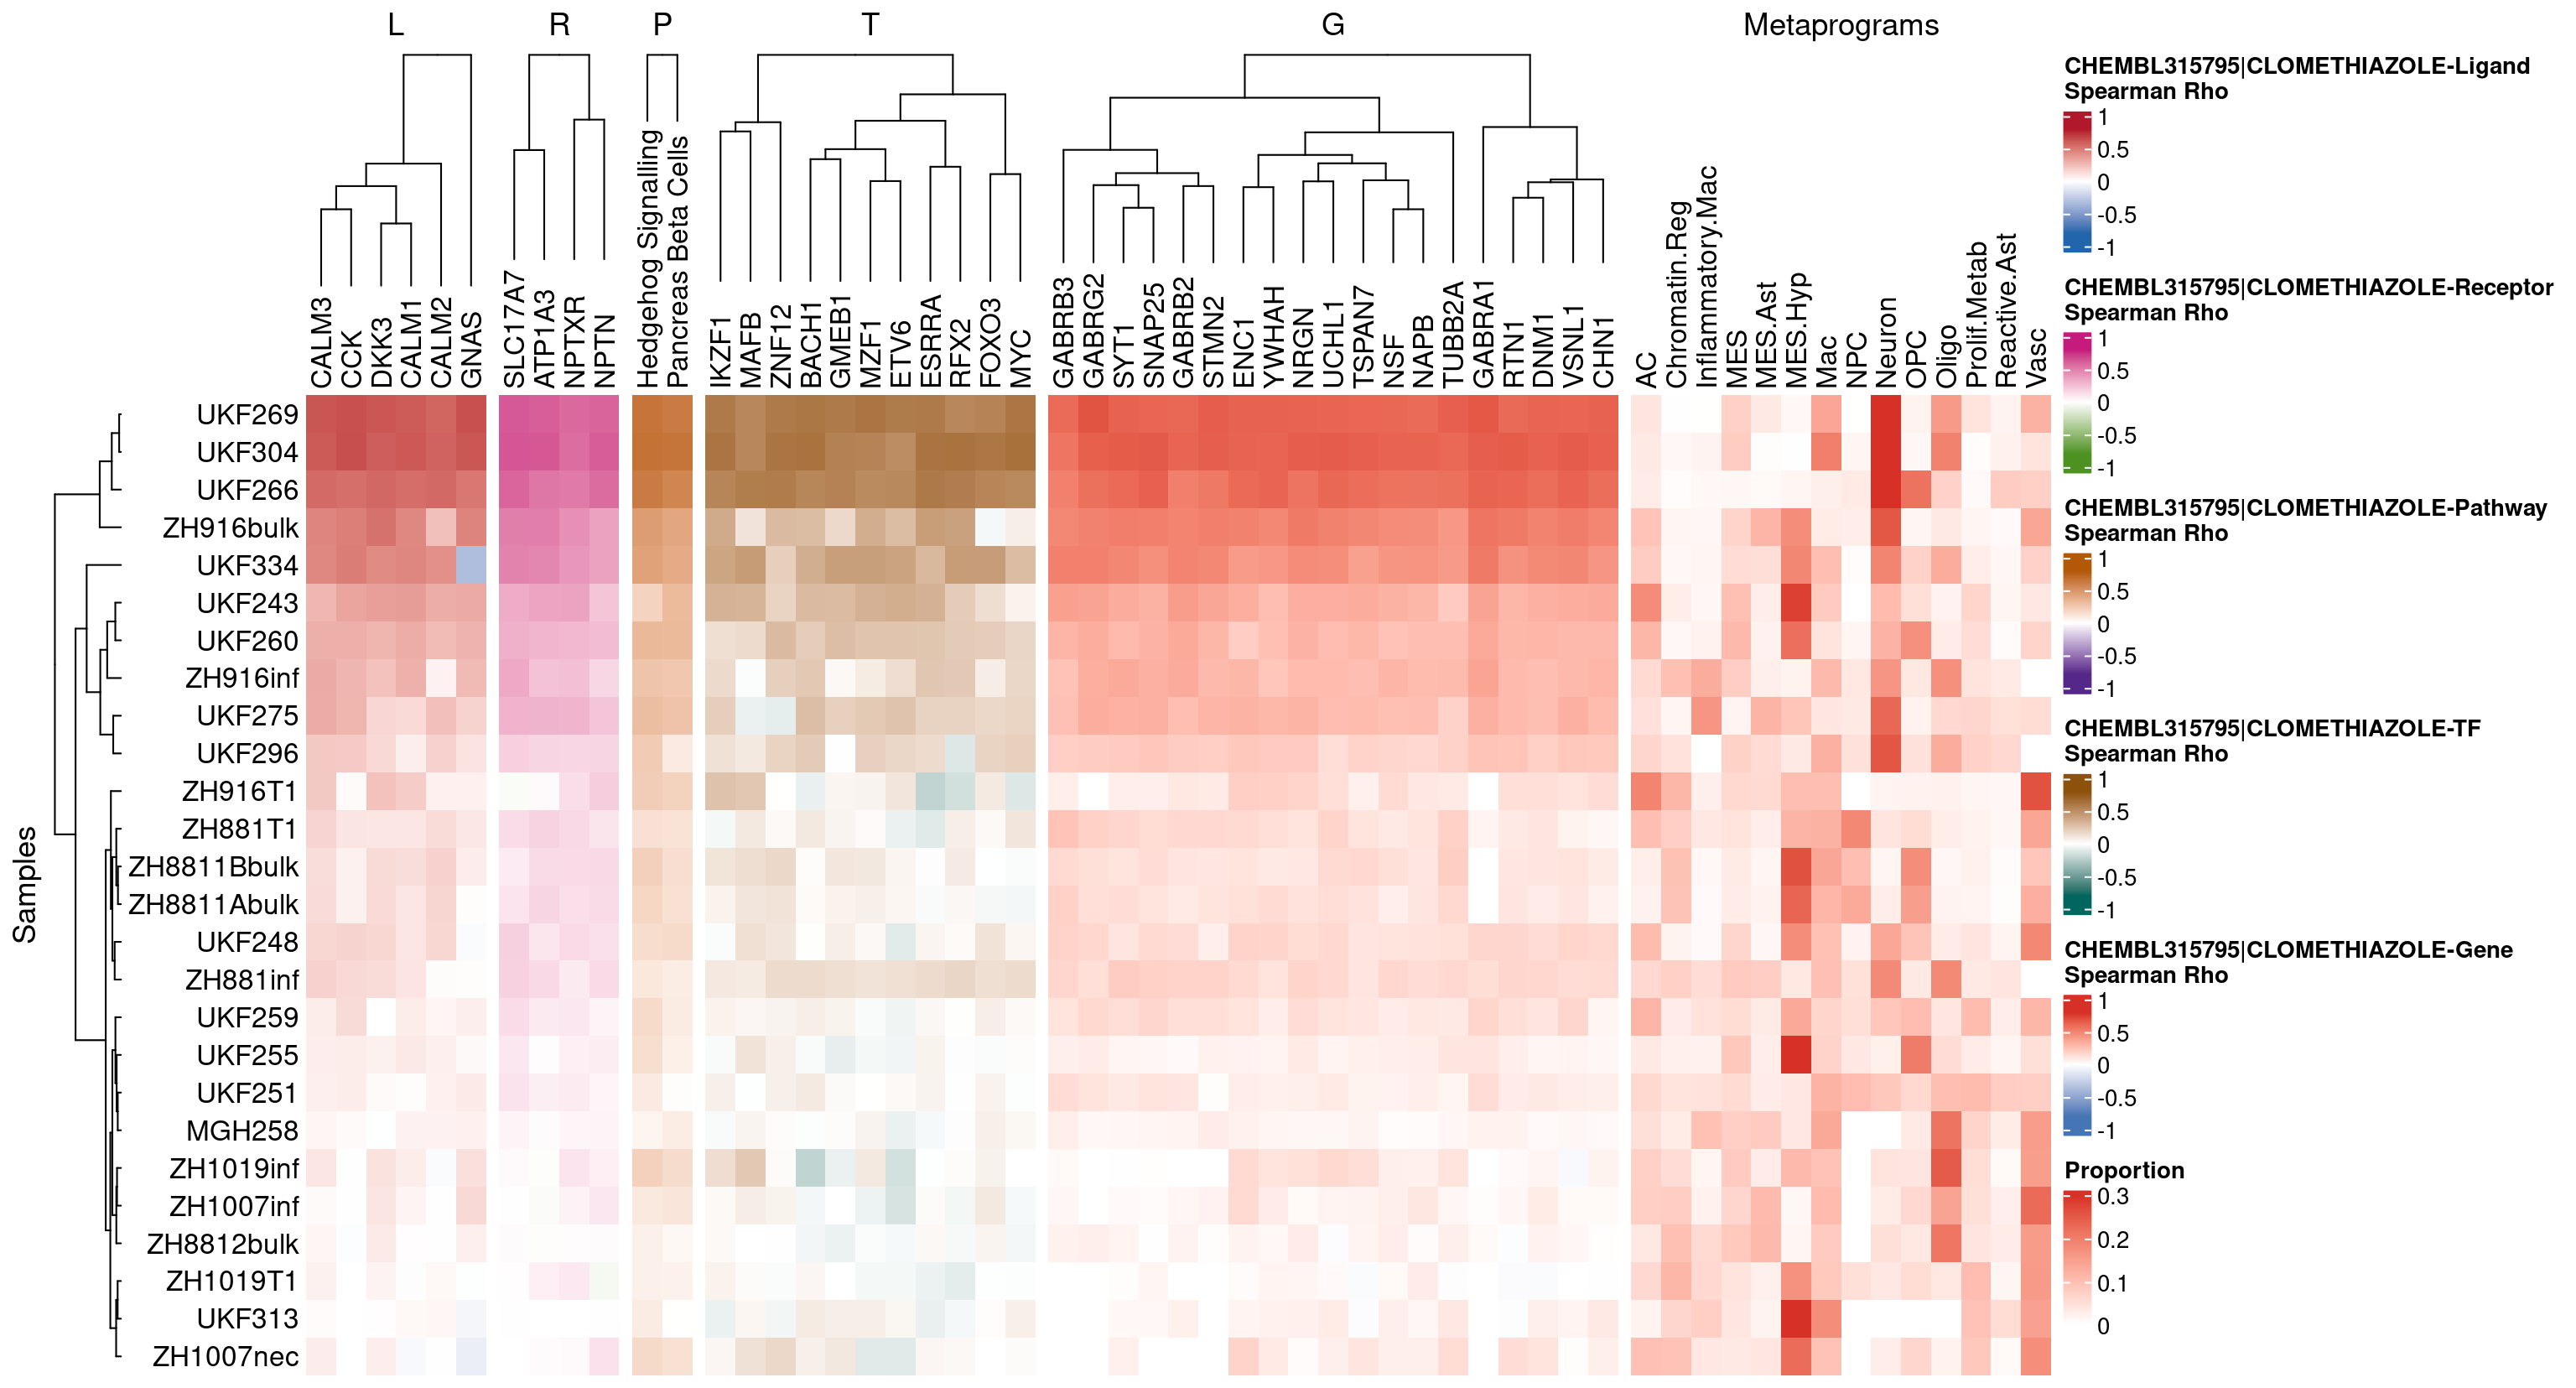 L R P T G Metaprograms
CALM3
CCK
DKK3
CALM1
CALM2
GNAS
SLC17A7
ATP1A3
NPTXR
NPTN
Hedgehog Signalling
Pancreas Beta Cells
IKZF1
MAFB
ZNF12
BACH1
GMEB1
MZF1
ETV6
ESRRA
RFX2
FOXO3
MYC
GABRB3
GABRG2
SYT1
SNAP25
GABRB2
STMN2
ENC1
YWHAH
NRGN
UCHL1
TSPAN7
NSF
NAPB
TUBB2A
GABRA1
RTN1
DNM1
VSNL1
CHN1
AC
Chromatin.Reg
Inflammatory.Mac
MES
MES.Ast
MES.Hyp
Mac
NPC
Neuron
OPC
Oligo
Prolif.Metab
Reactive.Ast
Vasc
Samples
UKF269
UKF304
UKF266
ZH916bulk
UKF334
UKF243
UKF260
ZH916inf
UKF275
UKF296
ZH916T1
ZH881T1
ZH8811Bbulk
ZH8811Abulk
UKF248
ZH881inf
UKF259
UKF255
UKF251
MGH258
ZH1019inf
ZH1007inf
ZH8812bulk
ZH1019T1
UKF313
ZH1007nec
CHEMBL315795|CLOMETHIAZOLE-Ligand
Spearman Rho
1
0.5
0
-0.5
-1
CHEMBL315795|CLOMETHIAZOLE-Receptor
Spearman Rho
1
0.5
0
-0.5
-1
CHEMBL315795|CLOMETHIAZOLE-Pathway
Spearman Rho
1
0.5
0
-0.5
-1
CHEMBL315795|CLOMETHIAZOLE-TF
Spearman Rho
1
0.5
0
-0.5
-1
CHEMBL315795|CLOMETHIAZOLE-Gene
Spearman Rho
1
0.5
0
-0.5
-1
Proportion
0.3
0.2
0.1
0